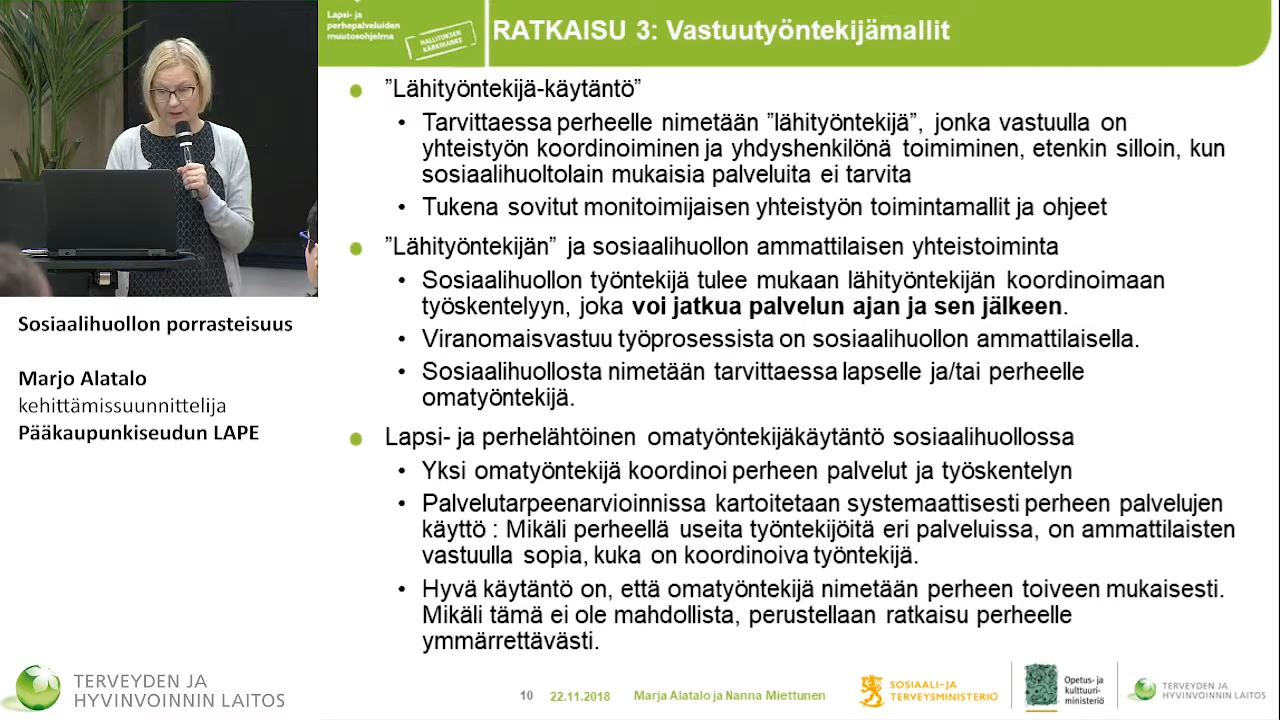 Lapsi- ja
perhepalveluiden
muutosohjelma
HALLITUKSEN
KÄRKIHANKE
RATKAISU 3: Vastuutyöntekijämallit
”Lähityöntekijä-käytäntö”
Tarvittaessa perheelle nimetään ”lähityöntekijä”, jonka vastuulla on
yhteistyön koordinoiminen ja yhdyshenkilönä toimiminen, etenkin silloin, kun
sosiaalihuoltolain mukaisia palveluita ei tarvita
Tukena sovitut monitoimijaisen yhteistyön toimintamallit ja ohjeet
”Lähityöntekijän” ja sosiaalihuollon ammattilaisen yhteistoiminta
Sosiaalihuollon työntekijä tulee mukaan lähityöntekijän koordinoimaan
työskentelyyn, joka voi jatkua palvelun ajan ja sen jälkeen.
Viranomaisvastuu työprosessista on sosiaalihuollon ammattilaisella.
Sosiaalihuollosta nimetään tarvittaessa lapselle ja/tai perheelle
omatyöntekijä.
Lapsi- ja perhelähtöinen omatyöntekijäkäytäntö sosiaalihuollossa
Yksi omatyöntekijä koordinoi perheen palvelut ja työskentelyn
Palvelutarpeenarvioinnissa kartoitetaan systemaattisesti perheen palvelujen
käyttö : Mikäli perheellä useita työntekijöitä eri palveluissa, on ammattilaisten
vastuulla sopia, kuka on koordinoiva työntekijä.
Hyvä käytäntö on, että omatyöntekijä nimetään perheen toiveen mukaisesti.
Mikäli tämä ei ole mahdollista, perustellaan ratkaisu perheelle
ymmärrettävästi.
Sosiaalihuollon porrasteisuus
Marjo Alatalo
kehittämissuunnittelija
Pääkaupunkiseudun LAPE
TERVEYDEN JA
HYVINVOINNIN LAITOS
10
22.11.2018
Marja Alatalo ja Nanna Miettunen
SOSIAALI- JA
TERVEYSMINISTERIÖ
Opetus- ja
kulttuuri-
ministeriö
TERVEYDEN JA
HYVINVOINNIN LAITOS